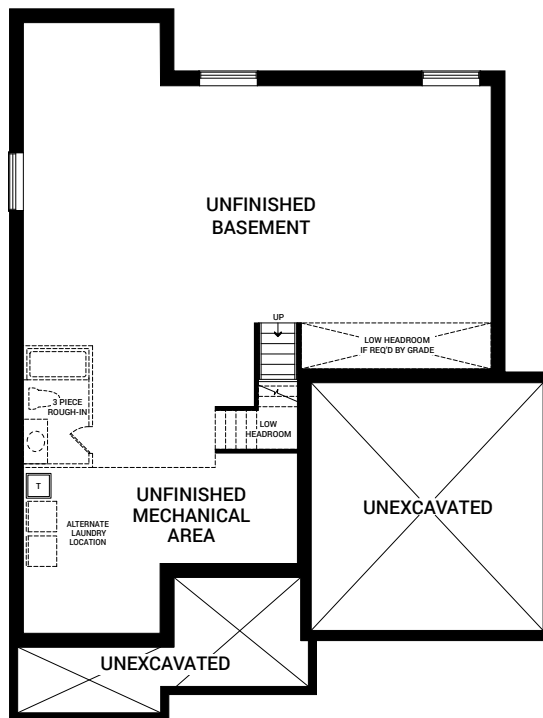 UNFINISHED
BASEMENT
UP
LOW HEADROOM
IF REQ'D BY GRADE
3 PIECE
ROUGH-IN
LOW
HEADROOM
T
UNFINISHED
MECHANICAL
AREA
ALTERNATE
LAUNDRY
LOCATION
UNEXCAVATED
UNEXCAVATED